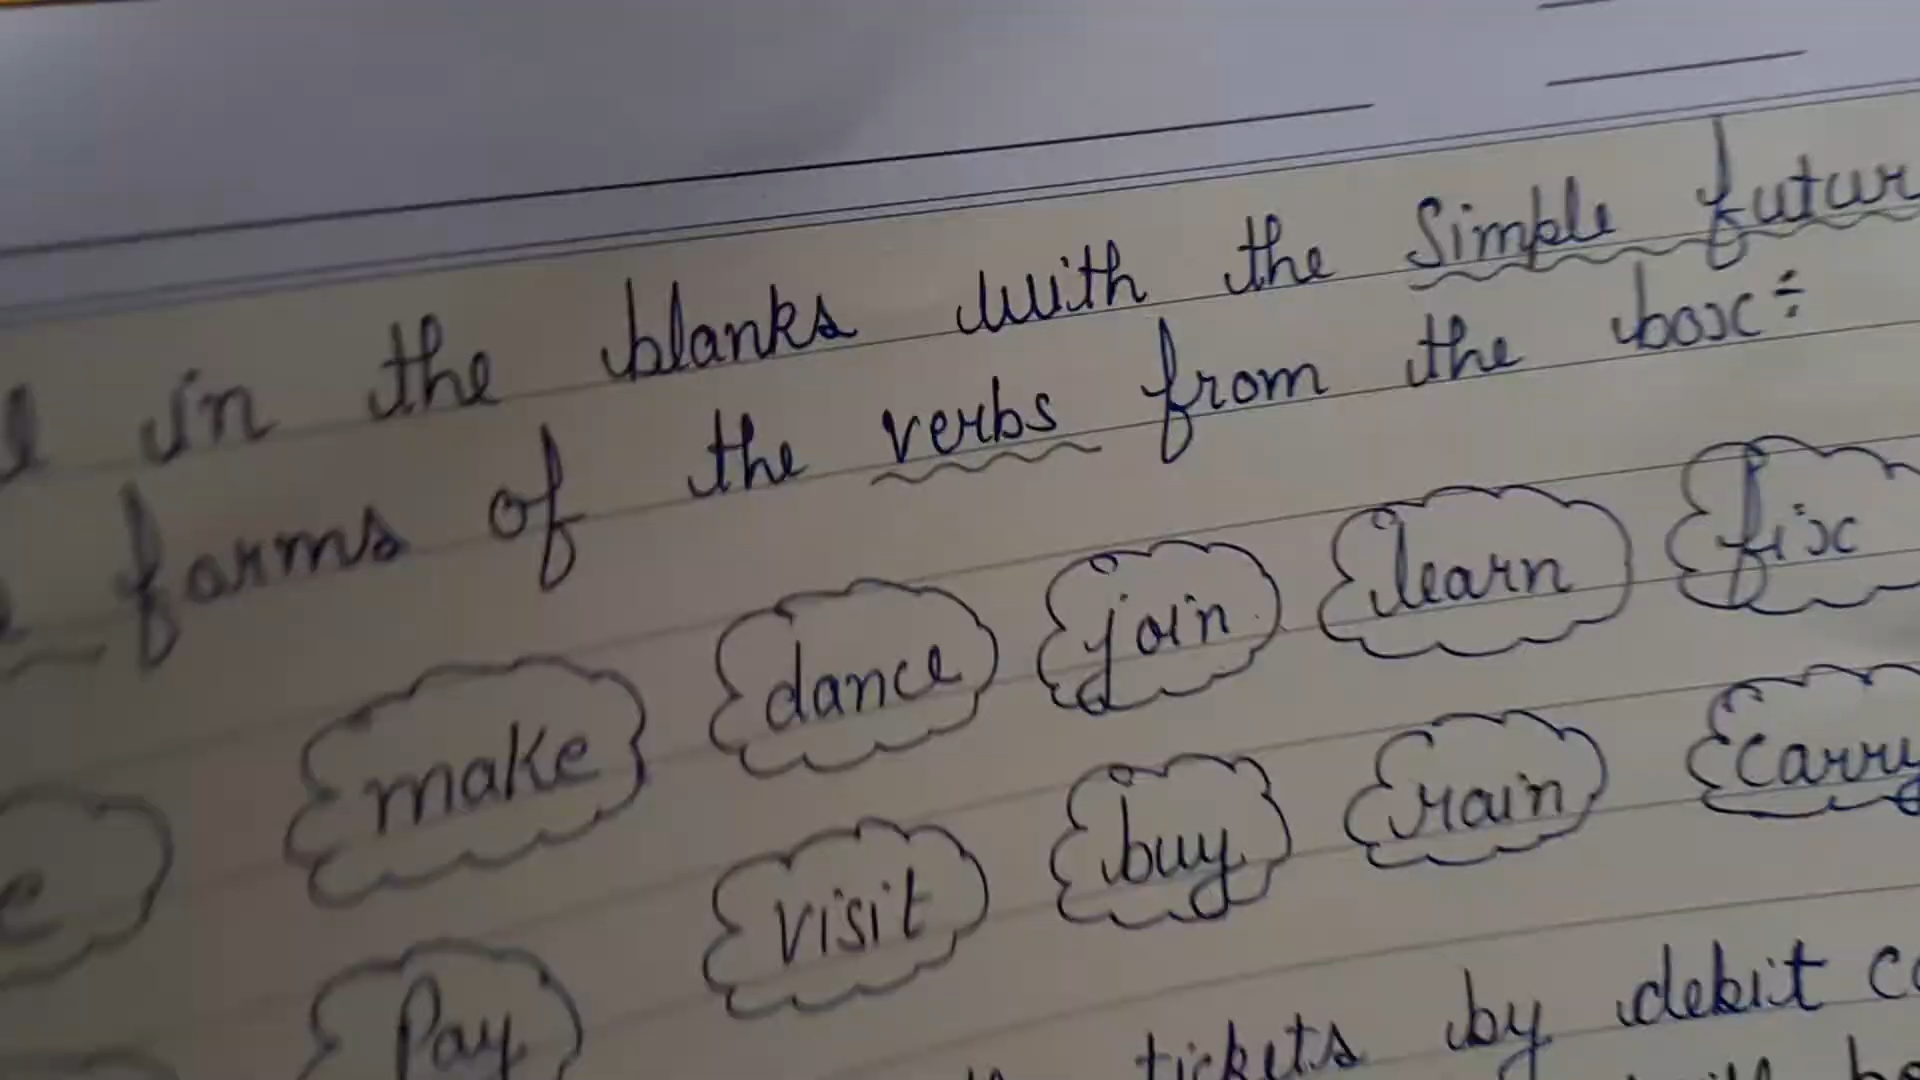 in the blanks with the Simple futur
forms of the verbs from the box:
make dance join learn fix
Pay visit buy rain carry
tickets by debit